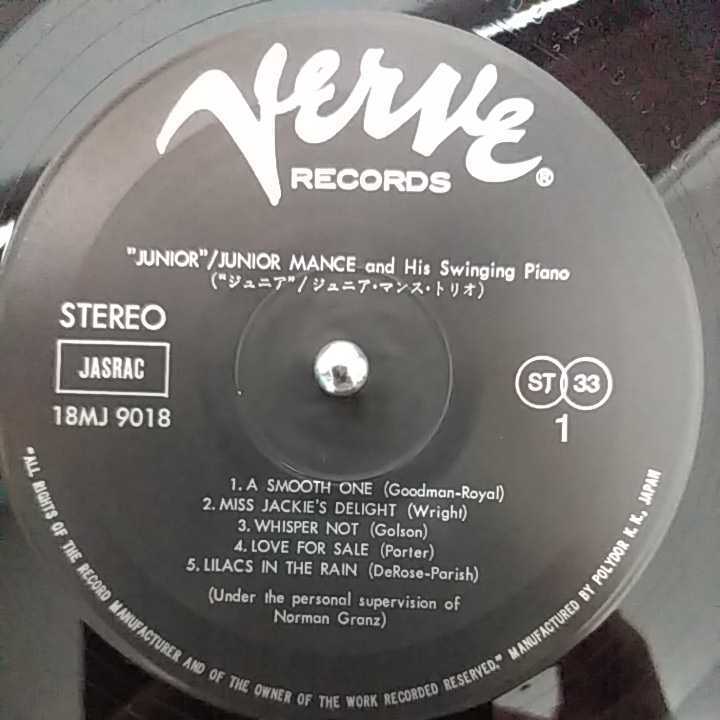 Verve
RECORDS ®
"JUNIOR"/JUNIOR MANCE and His Swinging Piano
("ジュニア"/ジュニア・マンス・トリオ)
STEREO
JASRAC
18MJ 9018
ST 33
1
1. A SMOOTH ONE (Goodman-Royal)
2. MISS JACKIE'S DELIGHT (Wright)
3. WHISPER NOT (Golson)
4. LOVE FOR SALE (Porter)
5. LILACS IN THE RAIN (DeRose-Parish)
(Under the personal supervision of
Norman Granz)
"ALL RIGHTS OF THE RECORD MANUFACTURER AND OF THE OWNER OF THE WORK RECORDED RESERVED." MANUFACTURED BY POLYDOR K. K., JAPAN